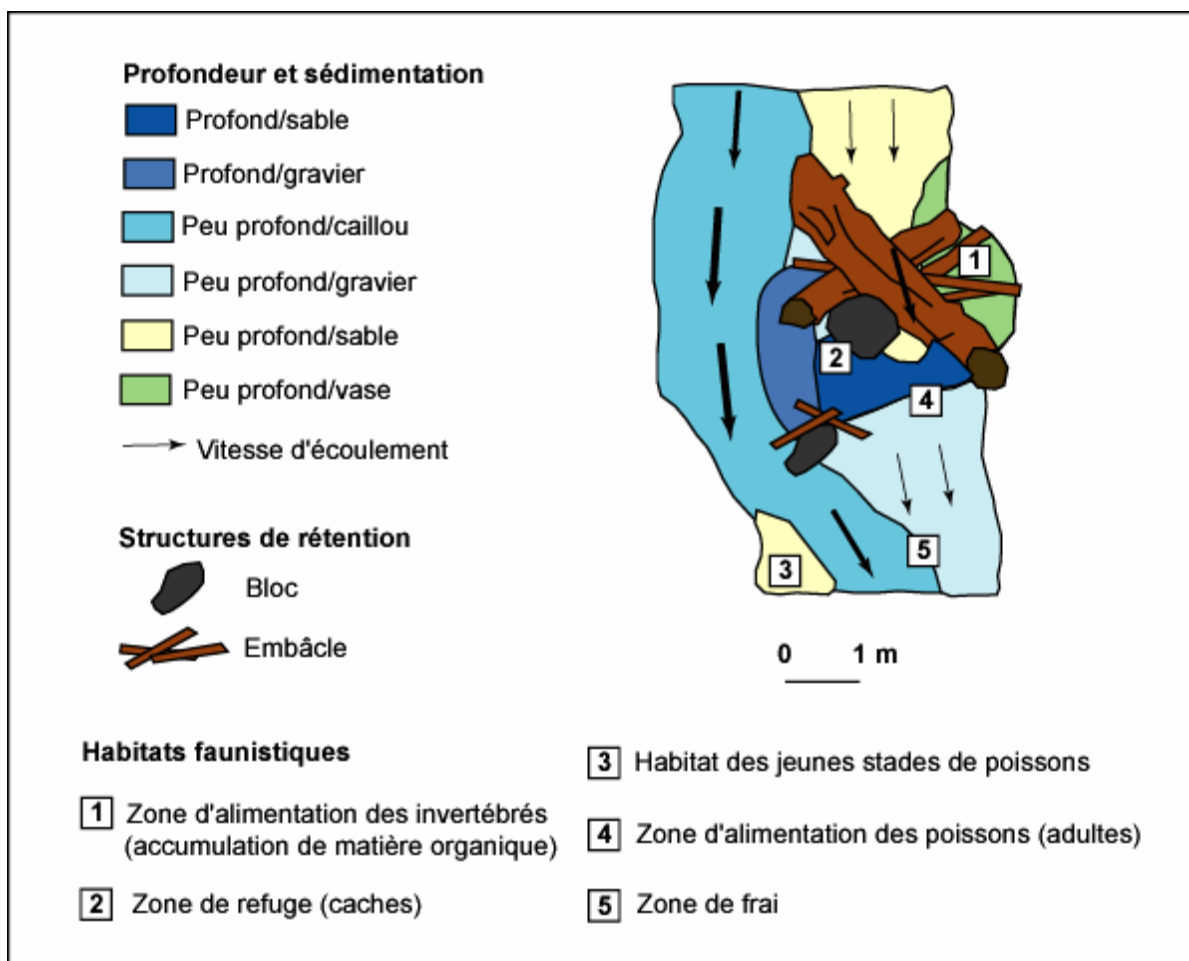 Profondeur et sédimentation
Profond/sable
Profond/gravier
Peu profond/caillou
Peu profond/gravier
Peu profond/sable
Peu profond/vase
Vitesse d'écoulement
Structures de rétention
Bloc
Embâcle
1
2
4
5
3
0 1 m
Habitats faunistiques
1 Zone d'alimentation des invertébrés
(accumulation de matière organique)
2 Zone de refuge (caches)
3 Habitat des jeunes stades de poissons
4 Zone d'alimentation des poissons (adultes)
5 Zone de frai